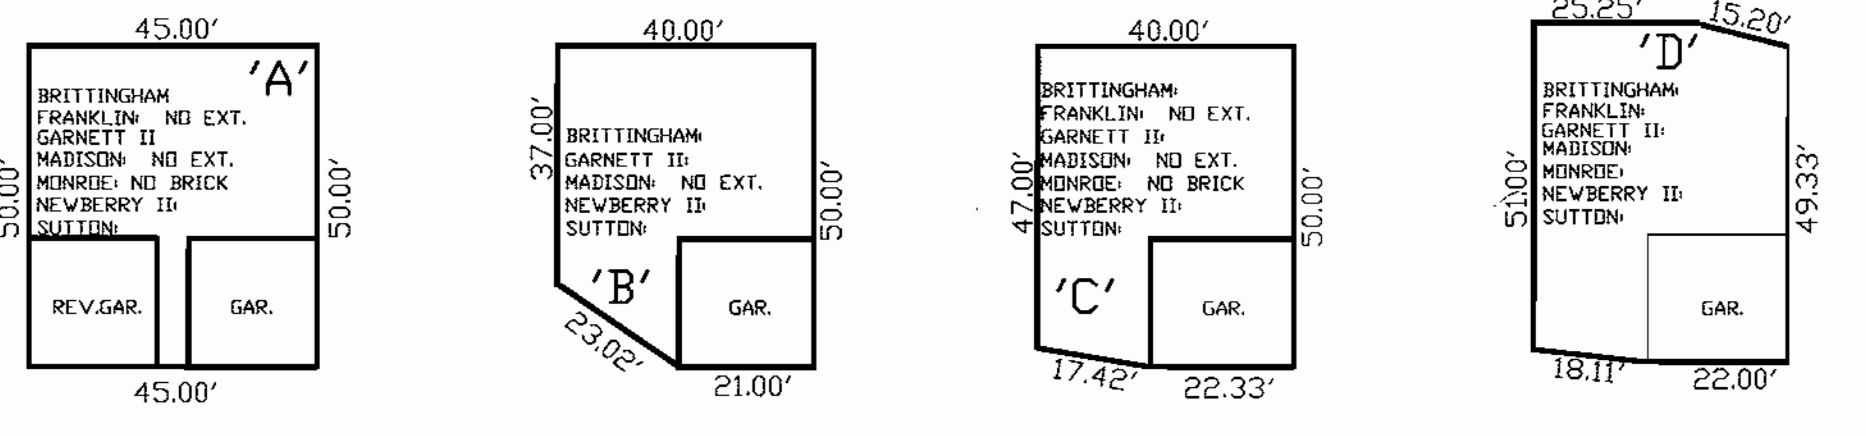 45.00'
'A'
BRITTINGHAM
FRANKLIN: NO EXT.
GARNETT II
MADISON: NO EXT.
MONROE: NO BRICK
NEWBERRY II:
SUTTON:
50.00'
50.00'
REV.GAR.
GAR.
45.00'
40.00'
37.00'
BRITTINGHAM:
GARNETT II:
MADISON: NO EXT.
NEWBERRY II:
SUTTON:
50.00'
'B'
GAR.
23.02'
21.00'
40.00'
BRITTINGHAM:
FRANKLIN: NO EXT.
GARNETT II:
MADISON: NO EXT.
MONROE: NO BRICK
NEWBERRY II:
SUTTON:
47.00'
50.00'
'C'
GAR.
17.42'
22.33'
25.25'
15.20'
'D'
BRITTINGHAM:
FRANKLIN:
GARNETT II:
MADISON:
MONROE:
NEWBERRY II:
SUTTON:
51.00'
49.33'
GAR.
18.11'
22.00'